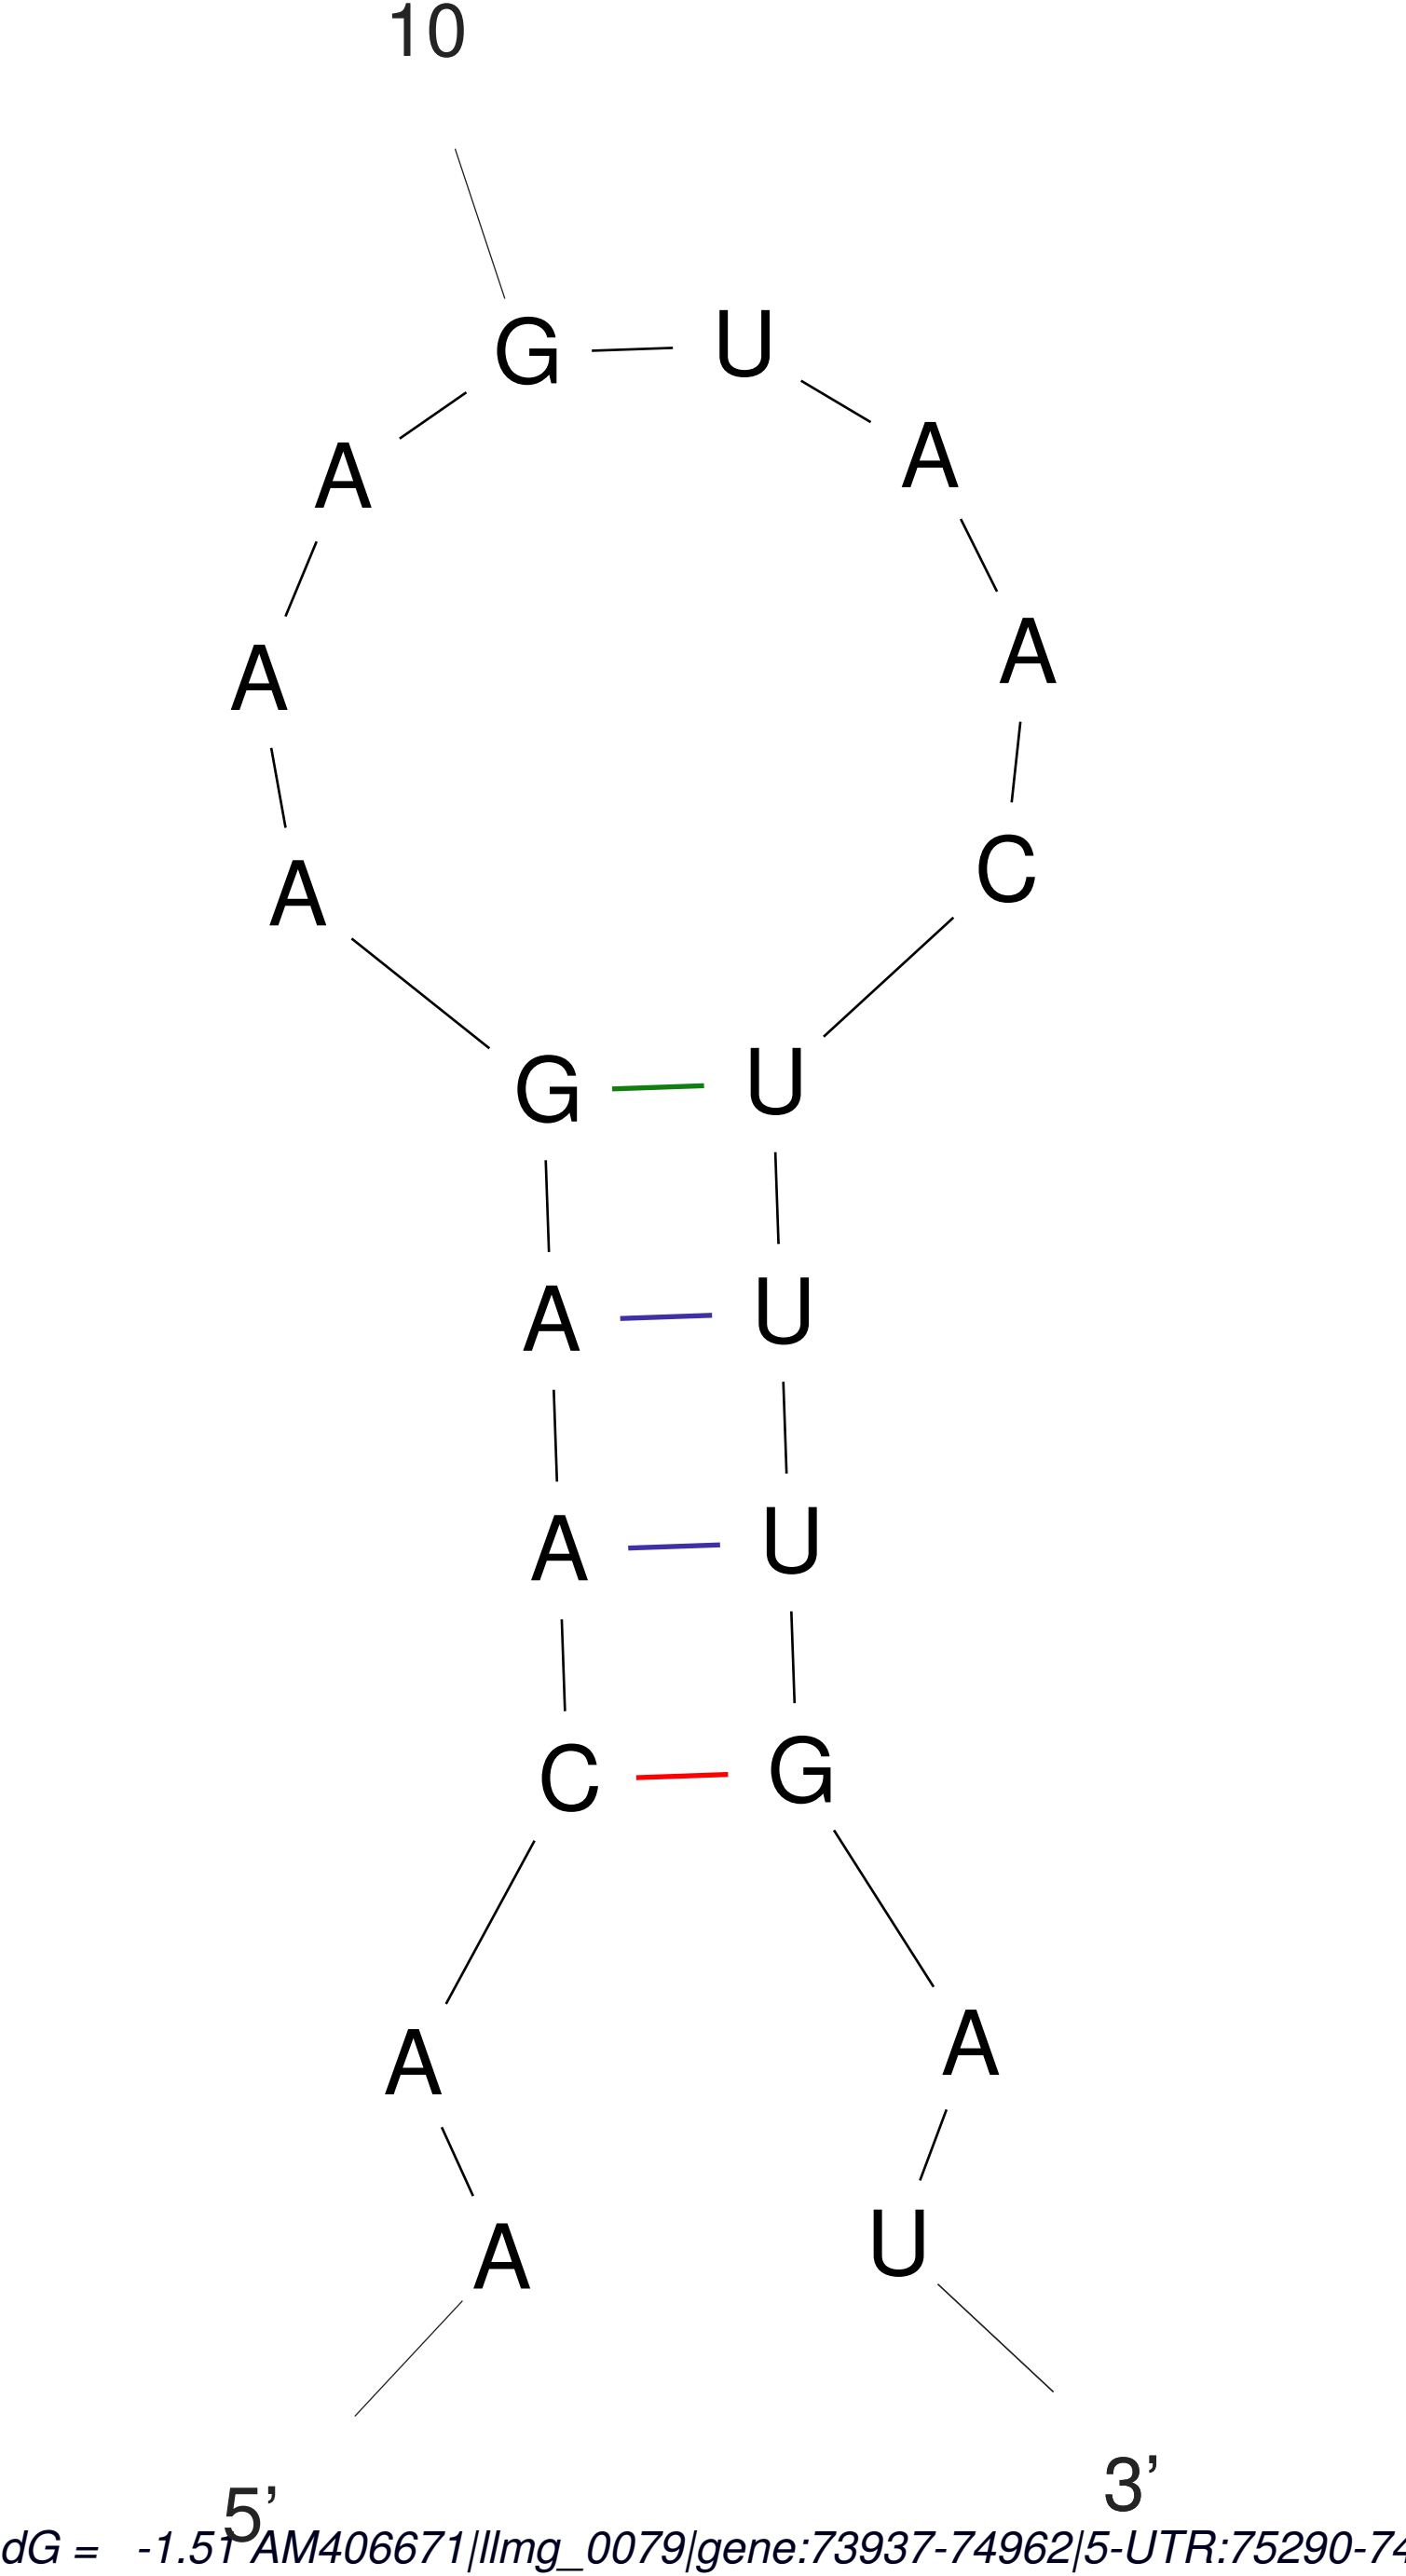 10
G U
A A
A A
A C
G U
A U
A U
C G
A A
A U
5’ 3’
dG = -1.51 AM406671|llmg_0079|gene:73937-74962|5-UTR:75290-74